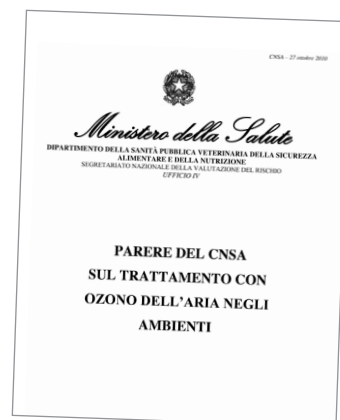 CNSA – 27 ottobre 2010
Ministero della Salute
DIPARTIMENTO DELLA SANITÀ PUBBLICA VETERINARIA DELLA SICUREZZA
ALIMENTARE E DELLA NUTRIZIONE
SEGRETARIATO NAZIONALE DELLA VALUTAZIONE DEL RISCHIO
UFFICIO IV
PARERE DEL CNSA
SUL TRATTAMENTO CON
OZONO DELL’ARIA NEGLI
AMBIENTI